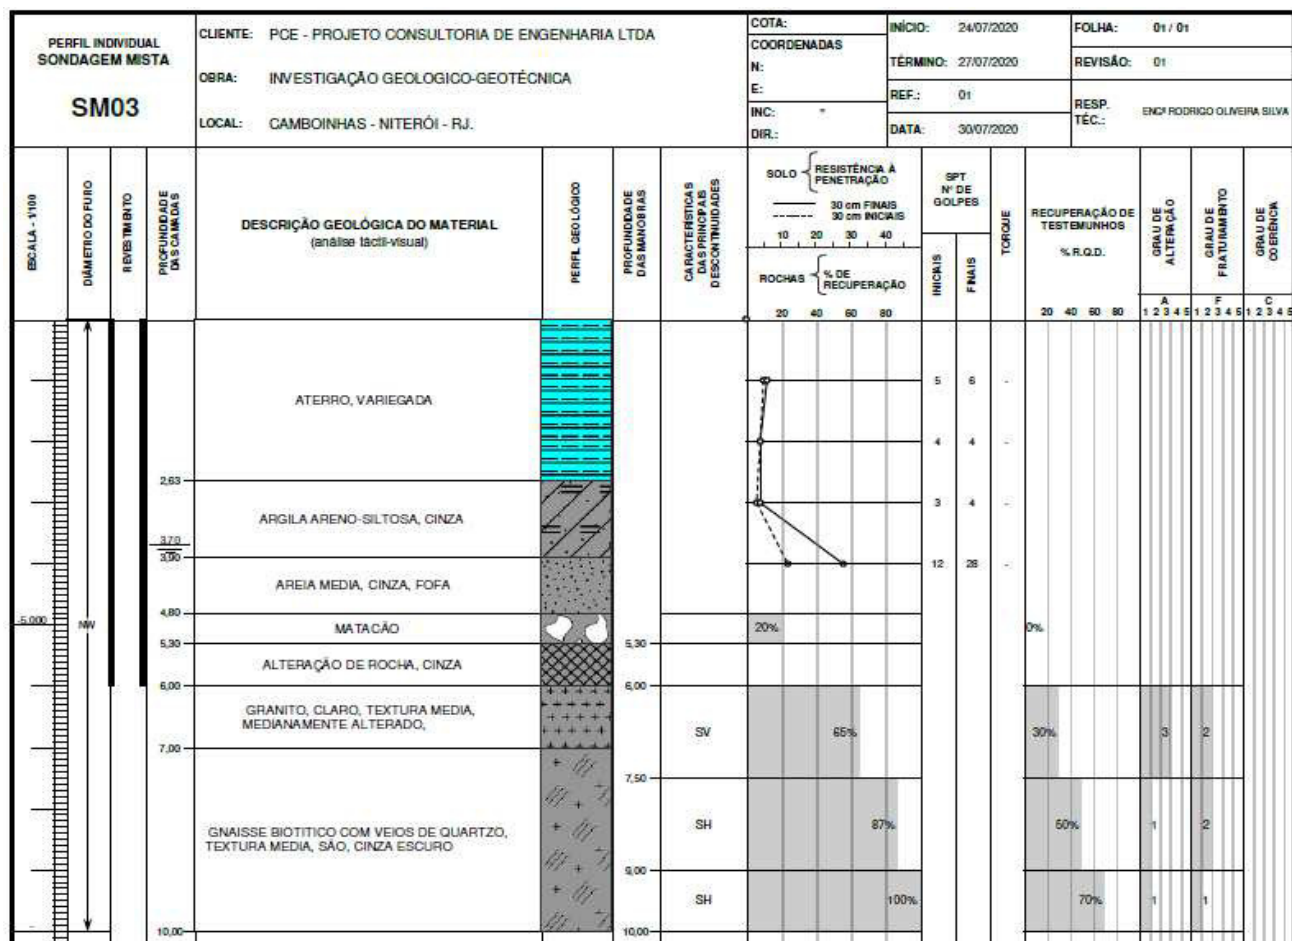 PERFIL INDIVIDUAL
SONDAGEM MISTA
SM03
CLIENTE: PCE - PROJETO CONSULTORIA DE ENGENHARIA LTDA
OBRA: INVESTIGAÇÃO GEOLOGICO-GEOTÉCNICA
LOCAL: CAMBOINHAS - NITERÓI - RJ.
COTA:
COORDENADAS
N:
E:
INC: °
DIR.:
INÍCIO: 24/07/2020
TÉRMINO: 27/07/2020
REF.: 01
DATA: 30/07/2020
FOLHA: 01 / 01
REVISÃO: 01
RESP. TÉC.: ENGº RODRIGO OLIVEIRA SILVA
ESCALA - 1/100
DIÂMETRO DO FURO
REVESTIMENTO
PROFUNDIDADE
DAS CAMADAS
DESCRIÇÃO GEOLÓGICA DO MATERIAL
(análise táctil-visual)
PERFIL GEOLÓGICO
PROFUNDIDADE
DAS MANOBRAS
CARACTERÍSTICAS
DAS PRINCIPAIS
DESCONTINUIDADES
SOLO { RESISTÊNCIA À
PENETRAÇÃO
30 cm FINAIS
30 cm INICIAIS
10 20 30 40
ROCHAS { % DE
RECUPERAÇÃO
20 40 60 80
SPT
Nº DE
GOLPES
INICIAIS
FINAIS
TORQUE
RECUPERAÇÃO DE
TESTEMUNHOS
% R.Q.D.
20 40 60 80
GRAU DE
ALTERAÇÃO
A
1 2 3 4 5
GRAU DE
FRATURAMENTO
F
1 2 3 4 5
GRAU DE
COERÊNCIA
C
1 2 3 4 5
ATERRO, VARIEGADA
5 6 -
4 4 -
2,63
3 4 -
ARGILA ARENO-SILTOSA, CINZA
3,70
3,90
12 28 -
AREIA MEDIA, CINZA, FOFA
4,80
-5.000
NW
MATACÃO
20%
0%
5,30
5,30
ALTERAÇÃO DE ROCHA, CINZA
6,00
6,00
GRANITO, CLARO, TEXTURA MEDIA,
MEDIANAMENTE ALTERADO,
SV 65% 30% 3 2
7,00
7,50
GNAISSE BIOTITICO COM VEIOS DE QUARTZO,
TEXTURA MEDIA, SÃO, CINZA ESCURO
SH 87% 50% 1 2
9,00
SH 100% 70% 1 1
10,00
10,00